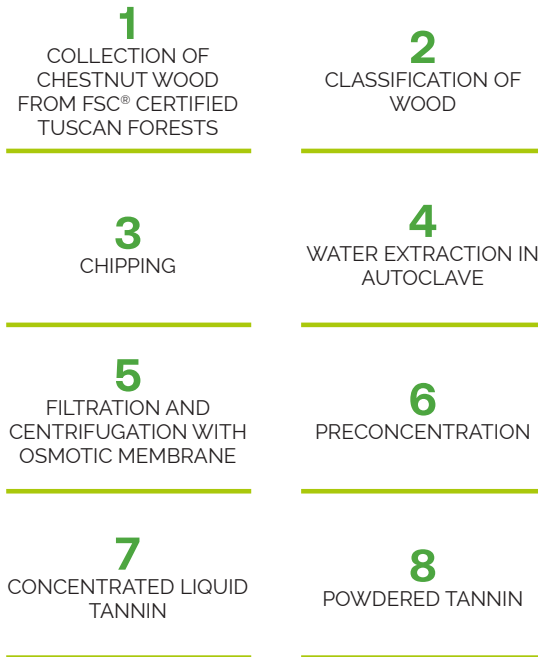 1
COLLECTION OF
CHESTNUT WOOD
FROM FSC® CERTIFIED
TUSCAN FORESTS
2
CLASSIFICATION OF
WOOD
3
CHIPPING
4
WATER EXTRACTION IN
AUTOCLAVE
5
FILTRATION AND
CENTRIFUGATION WITH
OSMOTIC MEMBRANE
6
PRECONCENTRATION
7
CONCENTRATED LIQUID
TANNIN
8
POWDERED TANNIN